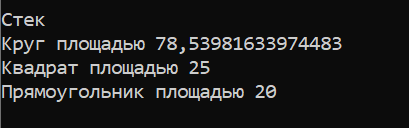 Стек
Круг площадью 78,53981633974483
Квадрат площадью 25
Прямоугольник площадью 20